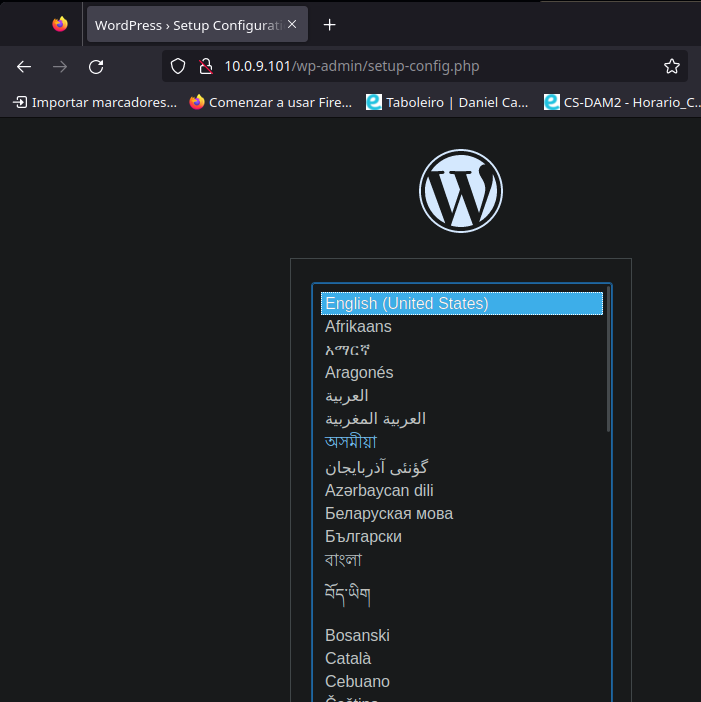 WordPress › Setup Configurati
10.0.9.101/wp-admin/setup-config.php
Importar marcadores... Comenzar a usar Fire... Taboleiro | Daniel Ca... CS-DAM2 - Horario_C...
English (United States)
Afrikaans
አማርኛ
Aragonés
العربية
العربية المغربية
অসমীয়া
گؤنئی آذربایجان
Azərbaycan dili
Беларуская мова
Български
বাংলা
བོད་ཡིག
Bosanski
Català
Cebuano